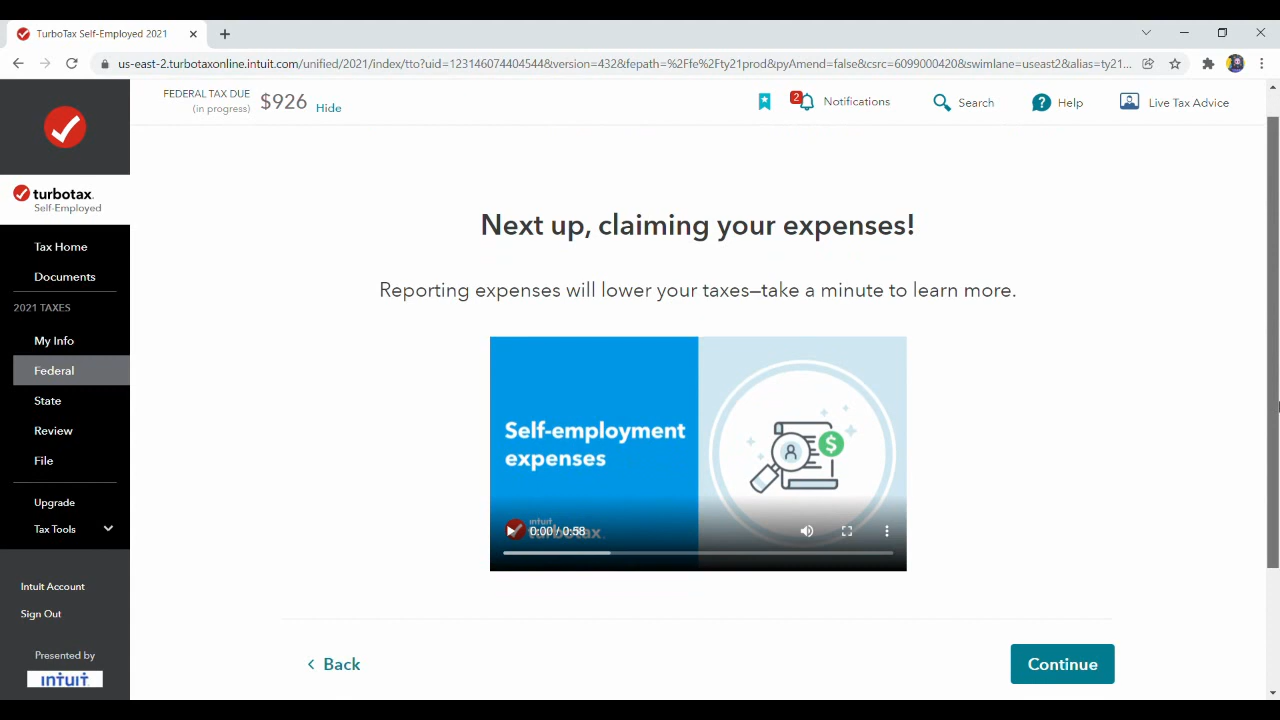 TurboTax Self-Employed 2021
us-east-2.turbotaxonline.intuit.com/unified/2021/index/tto?uid=123146074404544&version=432&fepath=%2Ffe%2Fty21prod&pyAmend=false&csrc=6099000420&swimlane=useast2&alias=ty21...
FEDERAL TAX DUE
(in progress)
$926
Hide
2
Notifications
Search
Help
Live Tax Advice
turbotax.
Self-Employed
Tax Home
Documents
2021 TAXES
My Info
Federal
State
Review
File
Upgrade
Tax Tools
Intuit Account
Sign Out
Presented by
intuit
Next up, claiming your expenses!
Reporting expenses will lower your taxes—take a minute to learn more.
Self-employment
expenses
$
intuit
turbotax.
0:00 / 0:58
Back
Continue